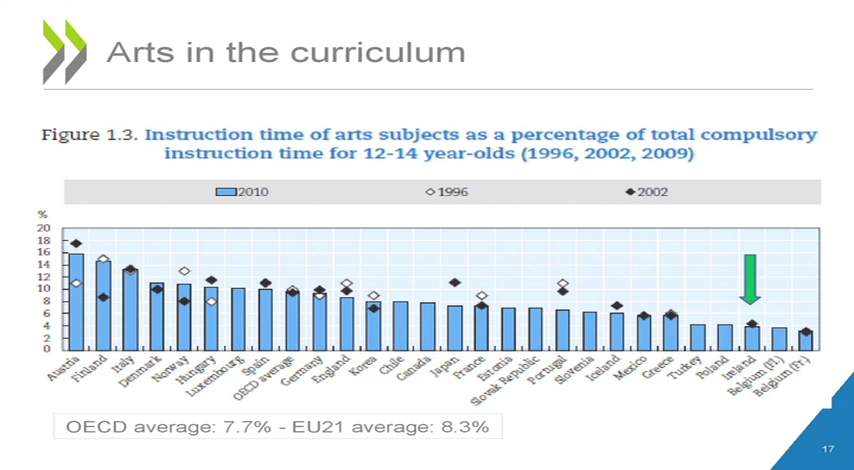 Arts in the curriculum
Figure 1.3. Instruction time of arts subjects as a percentage of total compulsory
instruction time for 12-14 year-olds (1996, 2002, 2009)
2010 1996 2002
%
20
18
16
14
12
10
8
6
4
2
0
Austria
Finland
Italy
Denmark
Norway
Hungary
Luxembourg
Spain
OECD average
Germany
England
Korea
Chile
Canada
Japan
France
Estonia
Slovak Republic
Portugal
Slovenia
Iceland
Mexico
Greece
Turkey
Poland
Ireland
Belgium (Fl.)
Belgium (Fr.)
OECD average: 7.7% - EU21 average: 8.3%
17